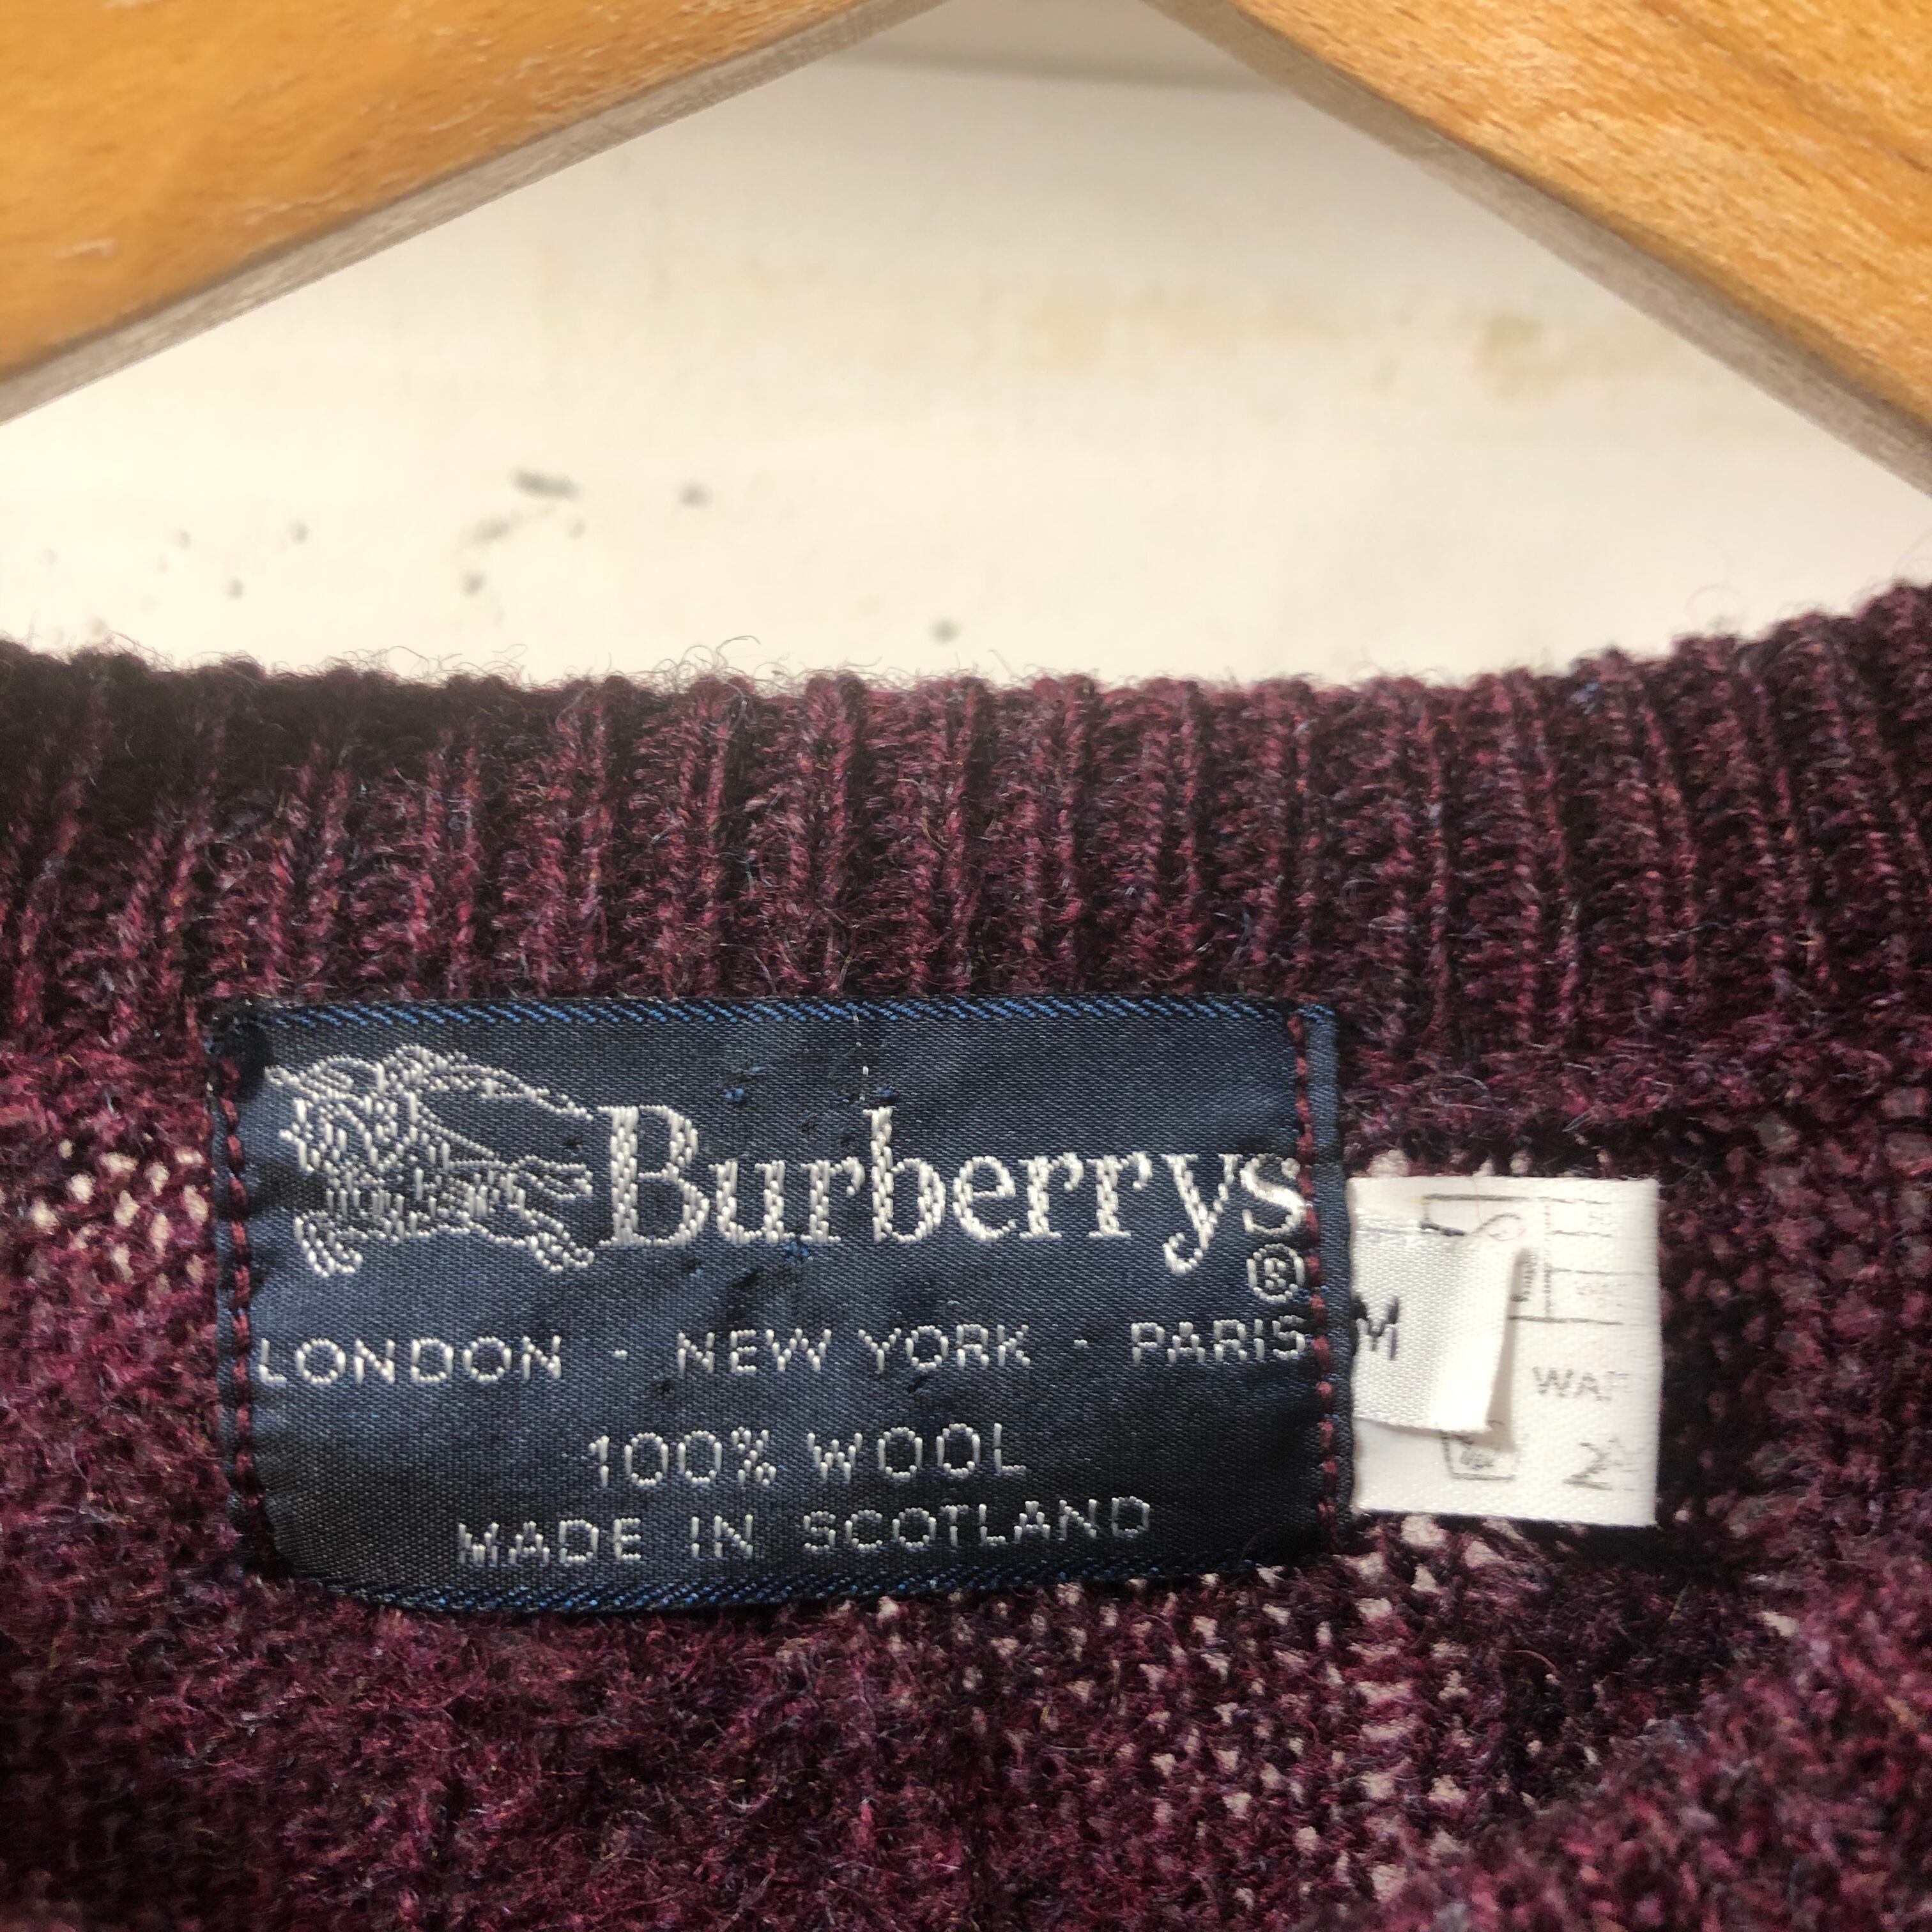 Burberrys
®
LONDON - NEW YORK - PARIS
100% WOOL
MADE IN SCOTLAND
M